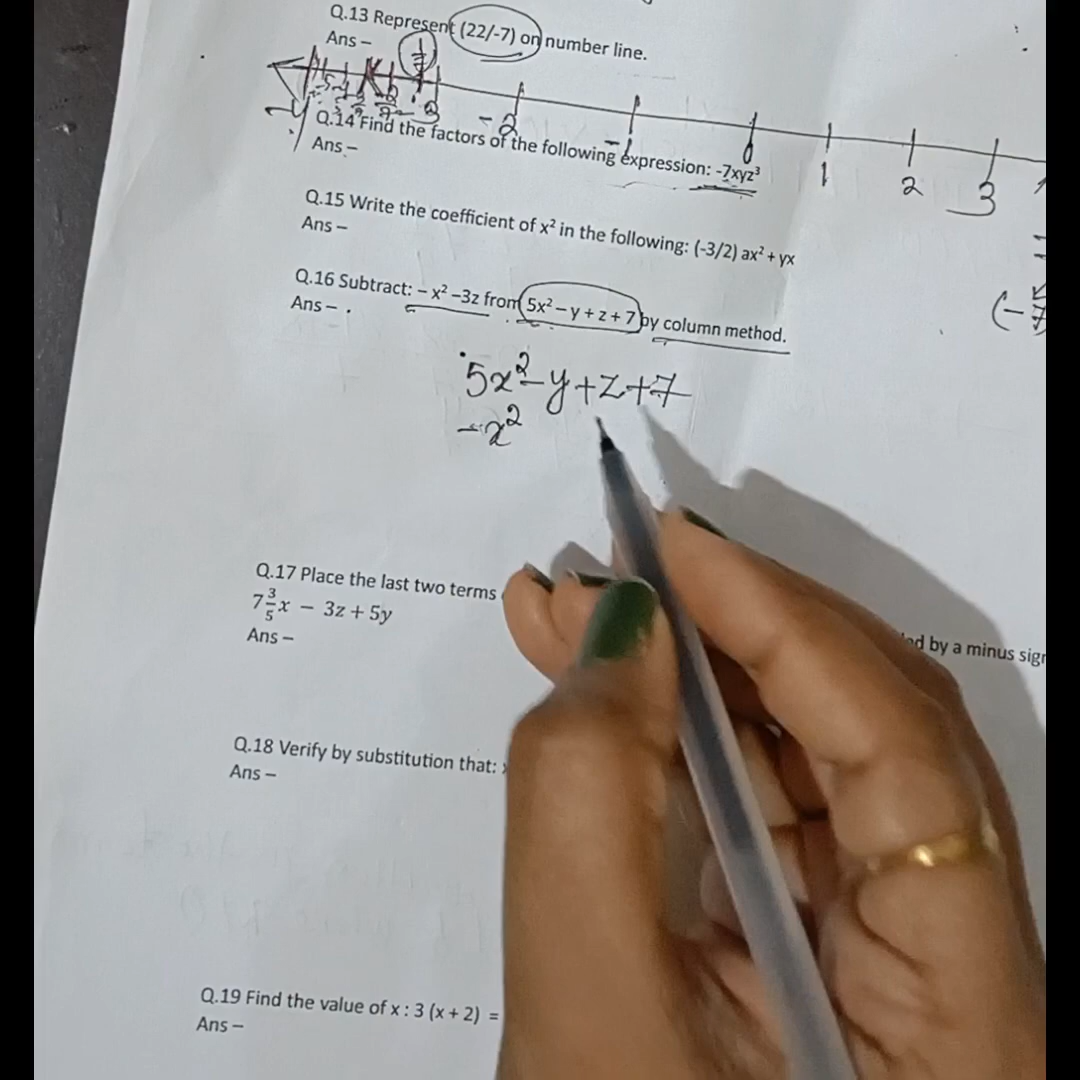 Q.13 Represent (22/-7) on number line.
Ans –
-2 -1 0 1 2 3
Q.14 Find the factors of the following expression: -7xyz³
Ans –
Q.15 Write the coefficient of x² in the following: (-3/2) ax² + yx
Ans –
Q.16 Subtract: – x² –3z from 5x² – y + z + 7 by column method.
Ans –
5x²-y+z+7
-x²
Q.17 Place the last two terms
by a minus sign
7 3/5 x – 3z + 5y
Ans –
Q.18 Verify by substitution that:
Ans –
Q.19 Find the value of x : 3 (x + 2) =
Ans –